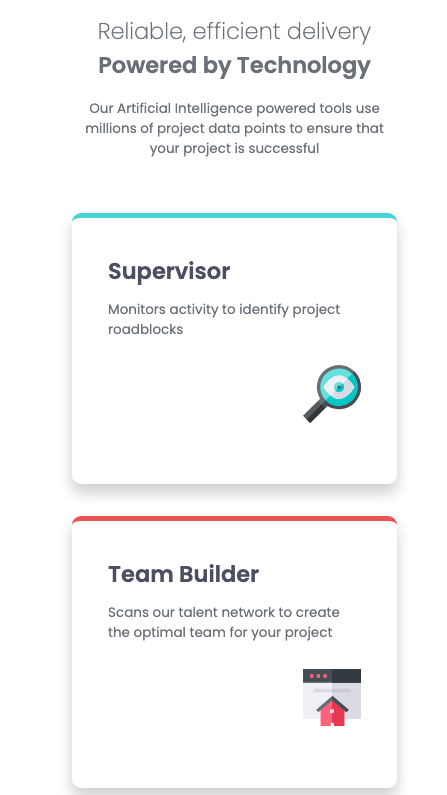 Reliable, efficient delivery
Powered by Technology
Our Artificial Intelligence powered tools use
millions of project data points to ensure that
your project is successful
Supervisor
Monitors activity to identify project
roadblocks
Team Builder
Scans our talent network to create
the optimal team for your project